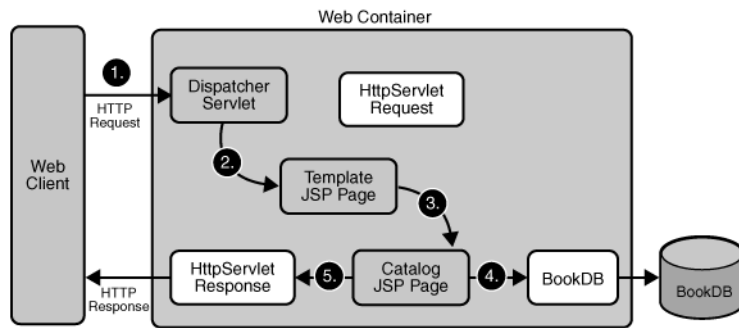 Web Container
1.
HTTP
Request
Dispatcher
Servlet
HttpServlet
Request
Web
Client
2.
Template
JSP Page
3.
HTTP
Response
HttpServlet
Response
5.
Catalog
JSP Page
4.
BookDB
BookDB